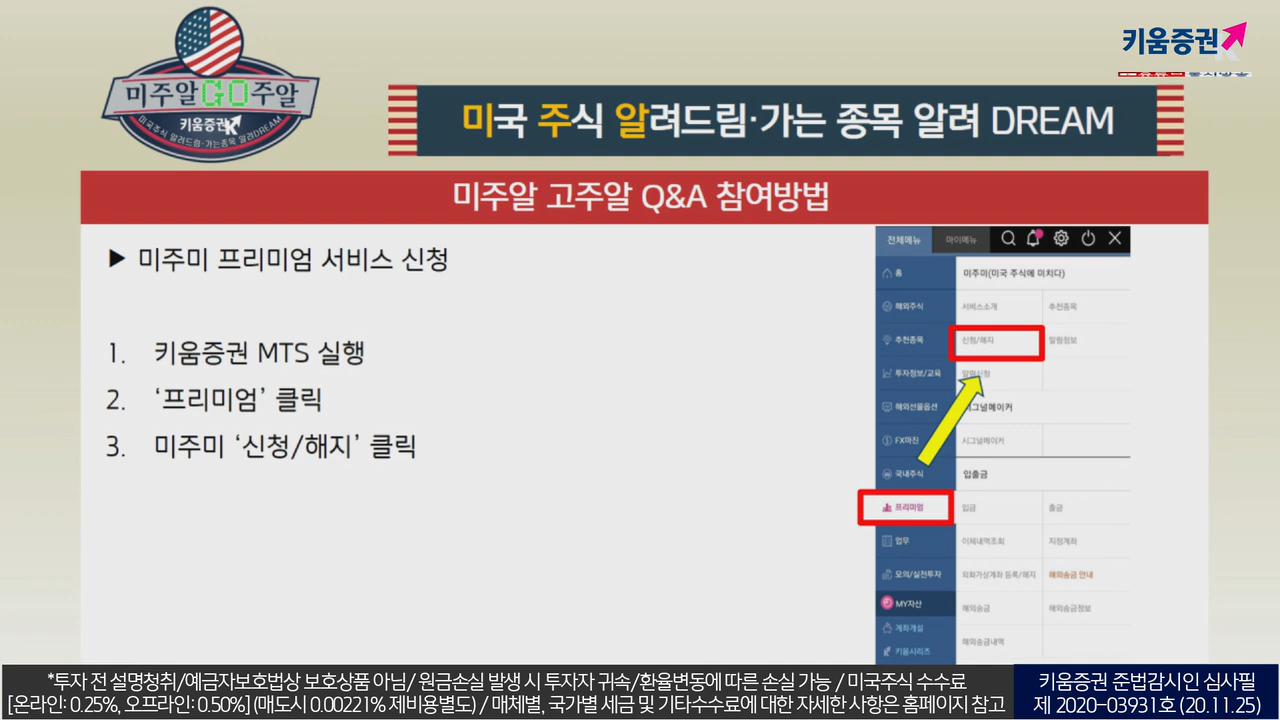 미주알GO주알
키움증권
미국주식 알려드림·가는종목 알려DREAM
키움증권
미국 주식 알려드림·가는 종목 알려 DREAM
미주알 고주알 Q&A 참여방법
▶ 미주미 프리미엄 서비스 신청
1. 키움증권 MTS 실행
2. ‘프리미엄’ 클릭
3. 미주미 ‘신청/해지’ 클릭
전체메뉴 마이메뉴
홈 미주미(미국 주식에 미치다)
해외주식 서비스소개 추천종목
추천종목 신청/해지 알림정보
투자정보/교육
해외선물옵션 시그널메이커
FX마진 시그널메이커
국내주식 입출금
프리미엄 입금 출금
업무 이체내역조회 지정계좌
모의/실전투자 외화가상계좌 등록/해지 해외송금 안내
MY자산 해외송금 해외송금정보
계좌개설 해외송금내역
키움시리즈
*투자 전 설명청취/예금자보호법상 보호상품 아님/ 원금손실 발생 시 투자자 귀속/환율변동에 따른 손실 가능 / 미국주식 수수료
[온라인: 0.25%, 오프라인: 0.50%] (매도시 0.00221% 제비용별도) / 매체별, 국가별 세금 및 기타수수료에 대한 자세한 사항은 홈페이지 참고
키움증권 준법감시인 심사필
제 2020-03931호 (20.11.25)